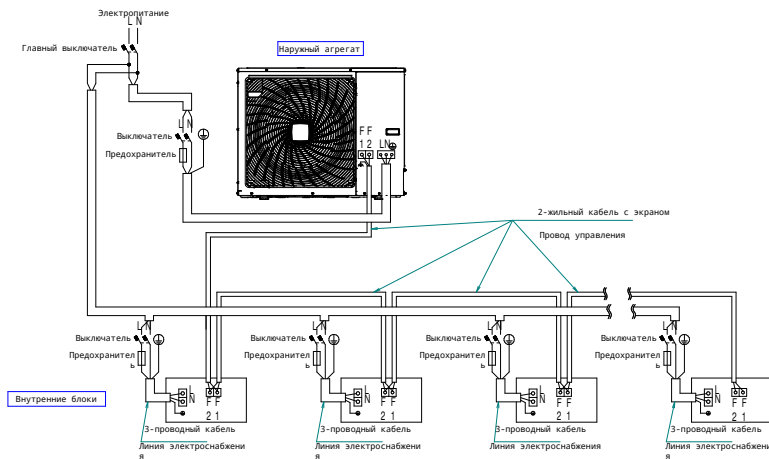 Электропитание
L N
Главный выключатель
Наружный агрегат
L N
Выключатель
Предохранитель
F F
1 2 L N
2-жильный кабель с экраном
Провод управления
L N
Выключатель
Предохранител
ь
L
N
F F
2 1
3-проводный кабель
Линия электроснабжени
я
L N
Выключатель
Предохранител
ь
L
N
F F
2 1
3-проводный кабель
Линия электроснабжени
я
L N
Выключатель
Предохранитель
L
N
F F
2 1
3-проводный кабель
Линия электроснабжения
L N
Выключатель
Предохранител
ь
L
N
F F
2 1
3-проводный кабель
Линия электроснабжени
я
Внутренние блоки